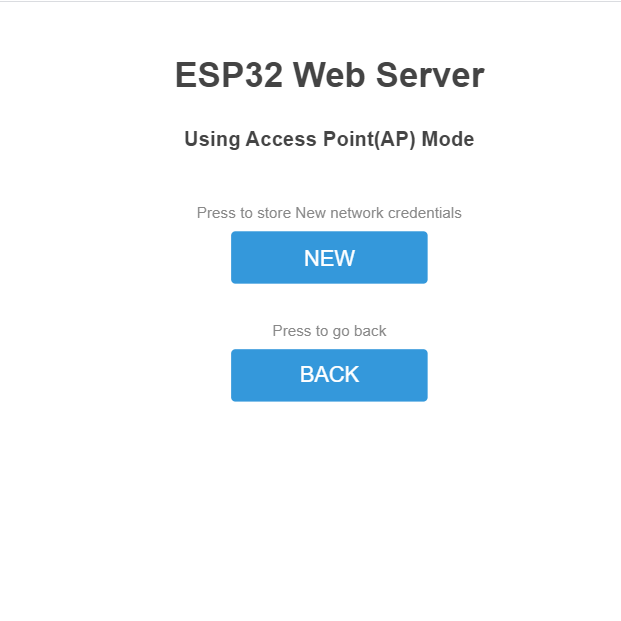 ESP32 Web Server
Using Access Point(AP) Mode
Press to store New network credentials
NEW
Press to go back
BACK